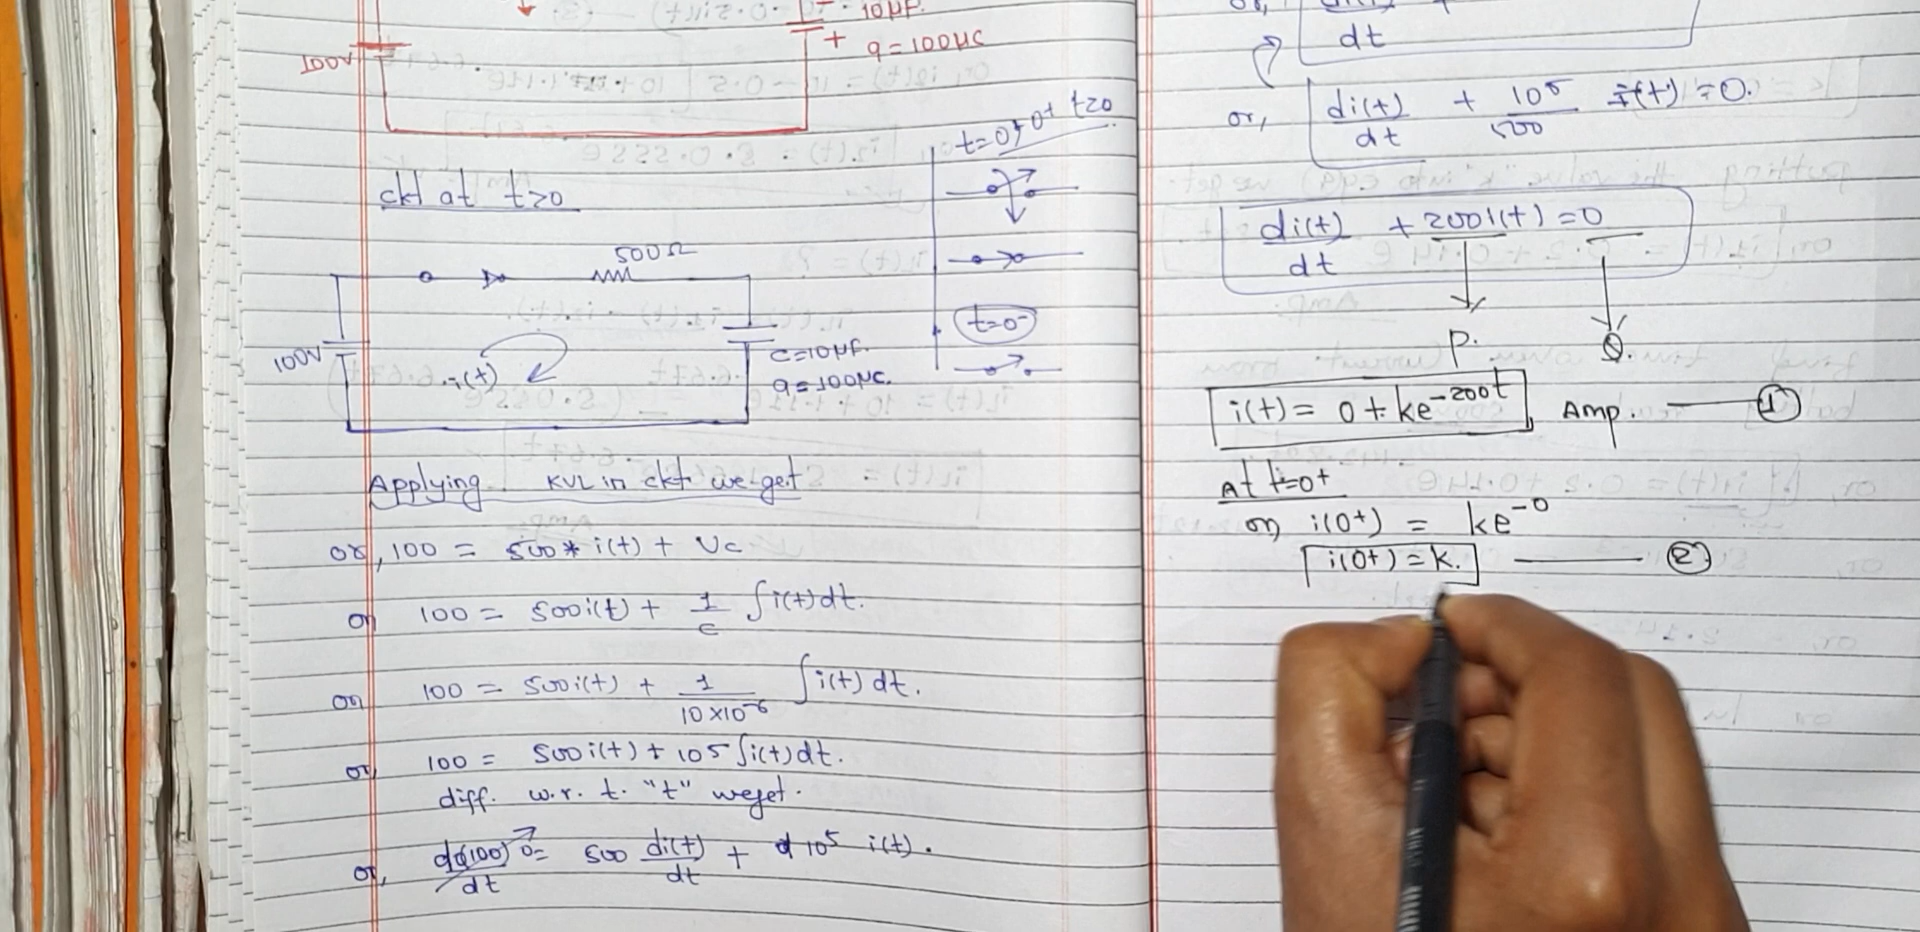 10μF.
+ q=100μC
100V
t=0, 0+ t≥0
ckt at t>0
500Ω
100V
i(t)
C=10μF.
q=100μC.
t=0-
Applying KVL in ckt we get
or, 100 = 500*i(t) + Vc
or 100 = 500i(t) + 1/c ∫i(t)dt.
or 100 = 500i(t) + 1/10×10-6 ∫i(t) dt.
or, 100 = 500i(t) + 105 ∫i(t)dt.
diff. w.r. t. "t" weget.
or, d(100)/dt 0= 500 di(t)/dt + 10⁵ i(t).
or,
dt
or, di(t)/dt + 10⁵/500 i(t) = 0.
di(t)/dt + 200i(t) = 0
P. Q.
i(t) = 0 + ke-200t Amp. ①
At t=0+
or, i(0+) = ke-0
i(0+) = k. ②